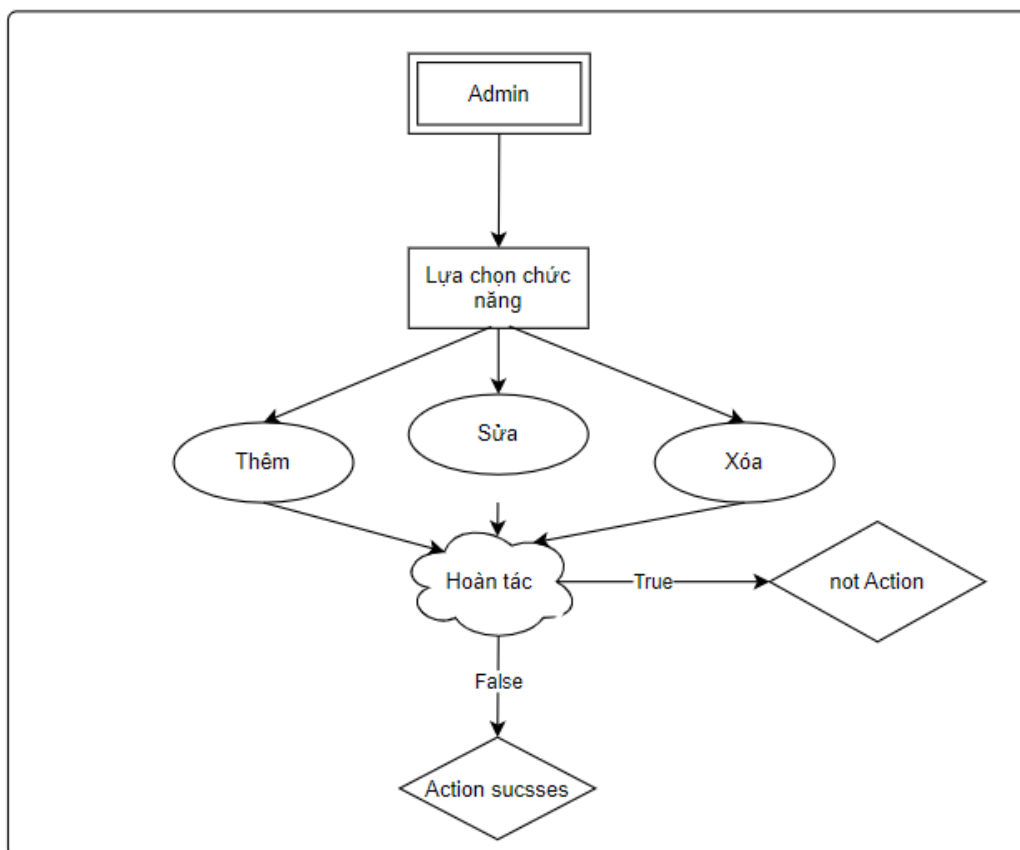 Admin
Lựa chọn chức
năng
Thêm
Sửa
Xóa
Hoàn tác
True
not Action
False
Action sucsses